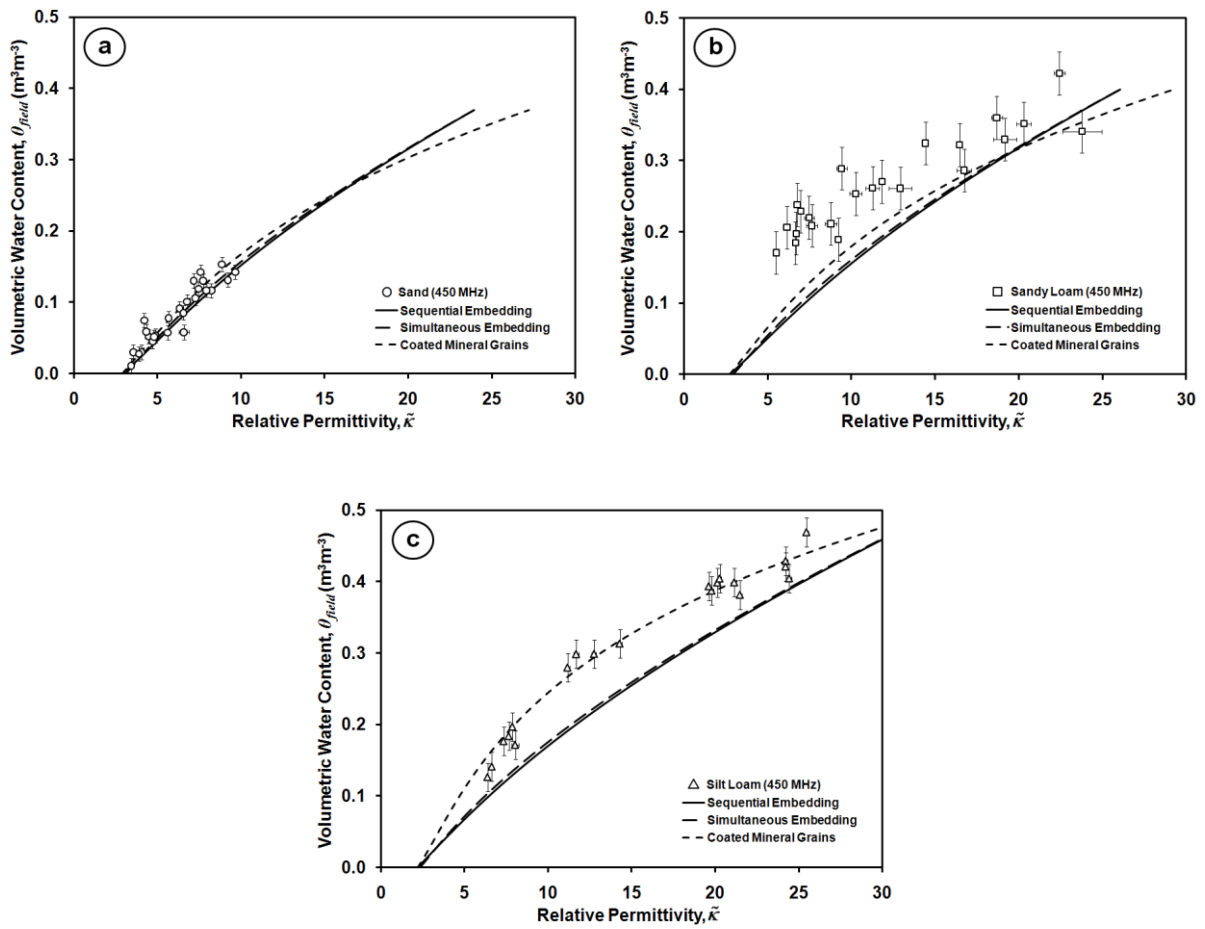 a
Volumetric Water Content, θfield (m³m⁻³)
0.5
0.4
0.3
0.2
0.1
0.0
0 5 10 15 20 25 30
Relative Permittivity, κ̃
Sand (450 MHz)
Sequential Embedding
Simultaneous Embedding
Coated Mineral Grains
b
Volumetric Water Content, θfield (m³m⁻³)
0.5
0.4
0.3
0.2
0.1
0.0
0 5 10 15 20 25 30
Relative Permittivity, κ̃
Sandy Loam (450 MHz)
Sequential Embedding
Simultaneous Embedding
Coated Mineral Grains
c
Volumetric Water Content, θfield (m³m⁻³)
0.5
0.4
0.3
0.2
0.1
0.0
0 5 10 15 20 25 30
Relative Permittivity, κ̃
Silt Loam (450 MHz)
Sequential Embedding
Simultaneous Embedding
Coated Mineral Grains